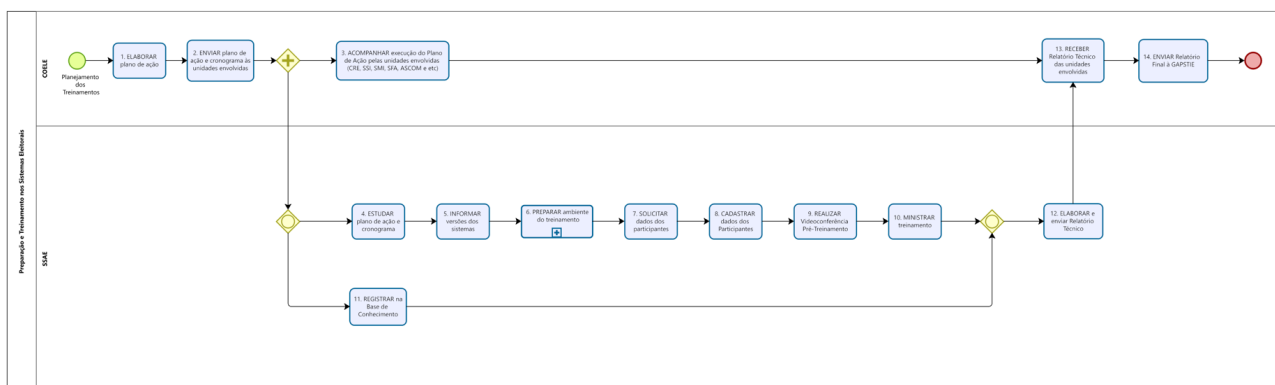 Preparação e Treinamento nos Sistemas Eleitorais
COELE
Planejamento
dos
Treinamentos
1. ELABORAR
plano de ação
2. ENVIAR plano de
ação e cronograma às
unidades envolvidas
3. ACOMPANHAR execução do Plano
de Ação pelas unidades envolvidas
(CRE, SSI, SMI, SFA, ASCOM e etc)
13. RECEBER
Relatório Técnico
das unidades
envolvidas
14. ENVIAR Relatório
Final à GAPSTIE
SSAE
4. ESTUDAR
plano de ação e
cronograma
5. INFORMAR
versões dos
sistemas
6. PREPARAR ambiente
do treinamento
7. SOLICITAR
dados dos
participantes
8. CADASTRAR
dados dos
Participantes
9. REALIZAR
Videoconferência
Pré-Treinamento
10. MINISTRAR
treinamento
12. ELABORAR e
enviar Relatório
Técnico
11. REGISTRAR na
Base de
Conhecimento